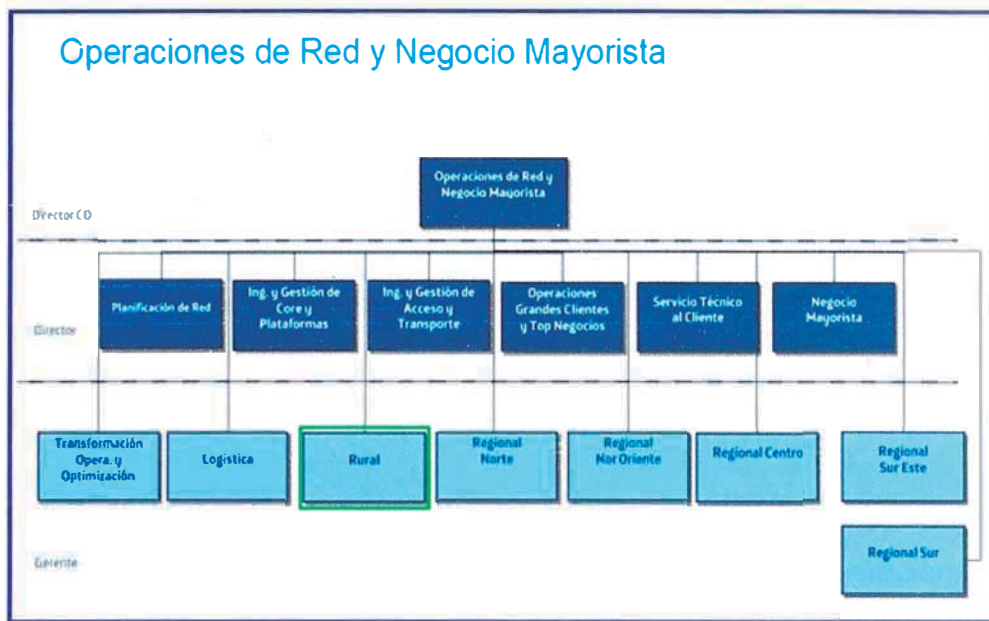 Operaciones de Red y Negocio Mayorista
Operaciones de Red y
Negocio Mayorista
Director CD
Planificación de Red
Ing. y Gestión de
Core y
Plataformas
Ing. y Gestión de
Acceso y
Transporte
Operaciones
Grandes Clientes
y Top Negocios
Servicio Técnico
al Cliente
Negocio
Mayorista
Director
Transformación
Opera. y
Optimización
Logistica
Rural
Regional
Norte
Regional
Nor Oriente
Regional Centro
Regional
Sur Este
Regional Sur
Gerente